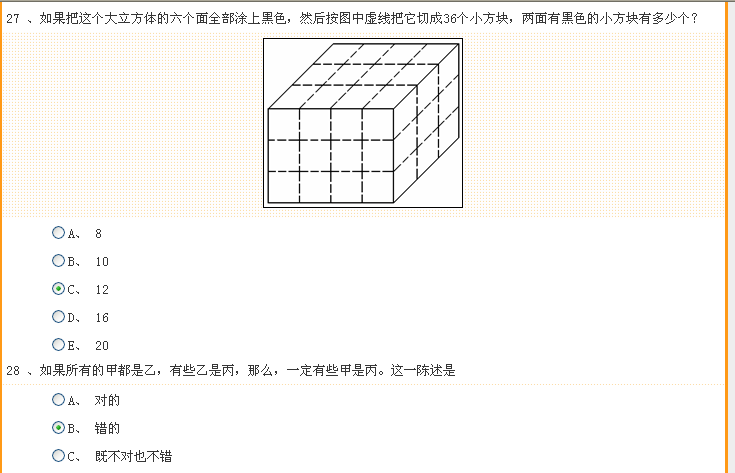 27 、如果把这个大立方体的六个面全部涂上黑色，然后按图中虚线把它切成36个小方块，两面有黑色的小方块有多少个？
A、 8
B、 10
C、 12
D、 16
E、 20
28 、如果所有的甲都是乙，有些乙是丙，那么，一定有些甲是丙。这一陈述是
A、 对的
B、 错的
C、 既不对也不错